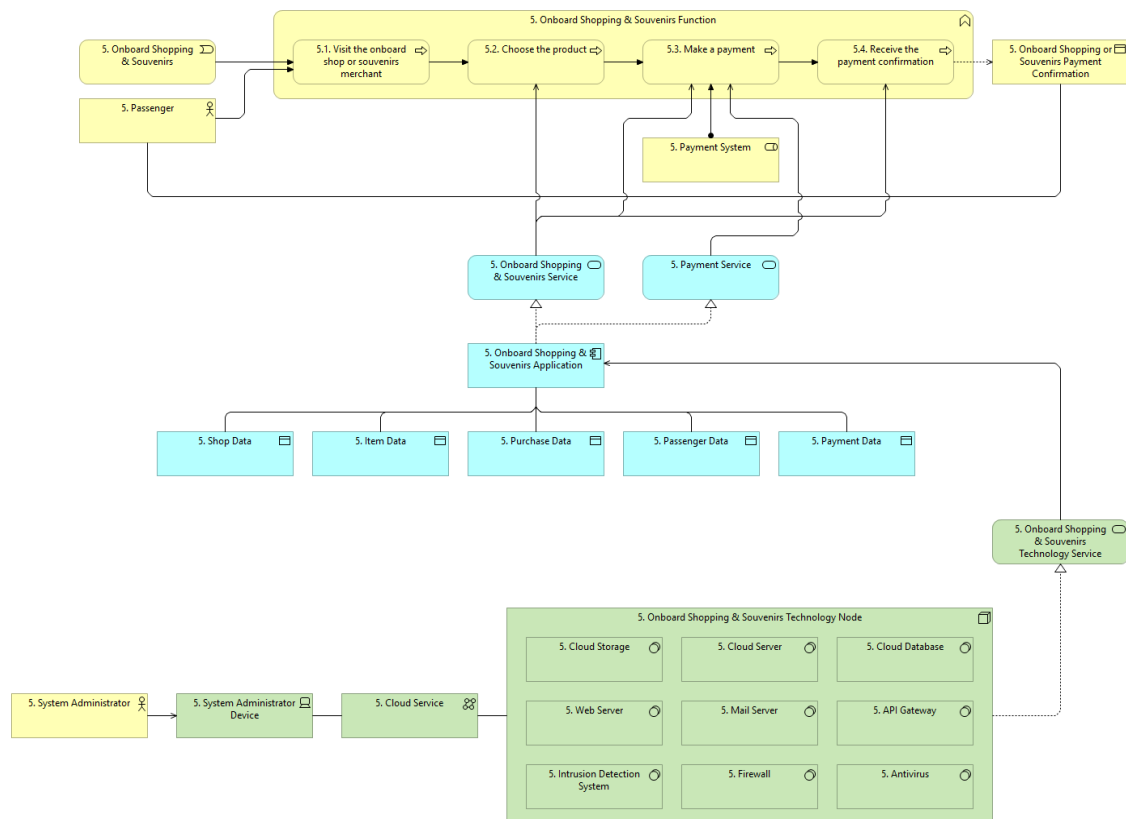 5. Onboard Shopping & Souvenirs Function
5. Onboard Shopping
& Souvenirs
5.1. Visit the onboard
shop or souvenirs
merchant
5.2. Choose the product
5.3. Make a payment
5.4. Receive the
payment confirmation
5. Onboard Shopping or
Souvenirs Payment
Confirmation
5. Passenger
5. Payment System
5. Onboard Shopping
& Souvenirs Service
5. Payment Service
5. Onboard Shopping &
Souvenirs Application
5. Shop Data
5. Item Data
5. Purchase Data
5. Passenger Data
5. Payment Data
5. Onboard Shopping
& Souvenirs
Technology Service
5. Onboard Shopping & Souvenirs Technology Node
5. Cloud Storage
5. Cloud Server
5. Cloud Database
5. System Administrator
5. System Administrator
Device
5. Cloud Service
5. Web Server
5. Mail Server
5. API Gateway
5. Intrusion Detection
System
5. Firewall
5. Antivirus